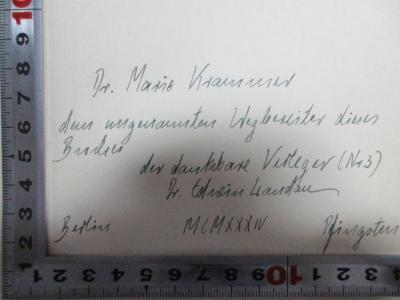 Dr. Mario Krammer
dem ungenannten Wegbereiter dieses
Buches
der dankbare Verleger (Nr 3)
Dr. Edwin Landau
Berlin MCMXXXIV Pfingsten